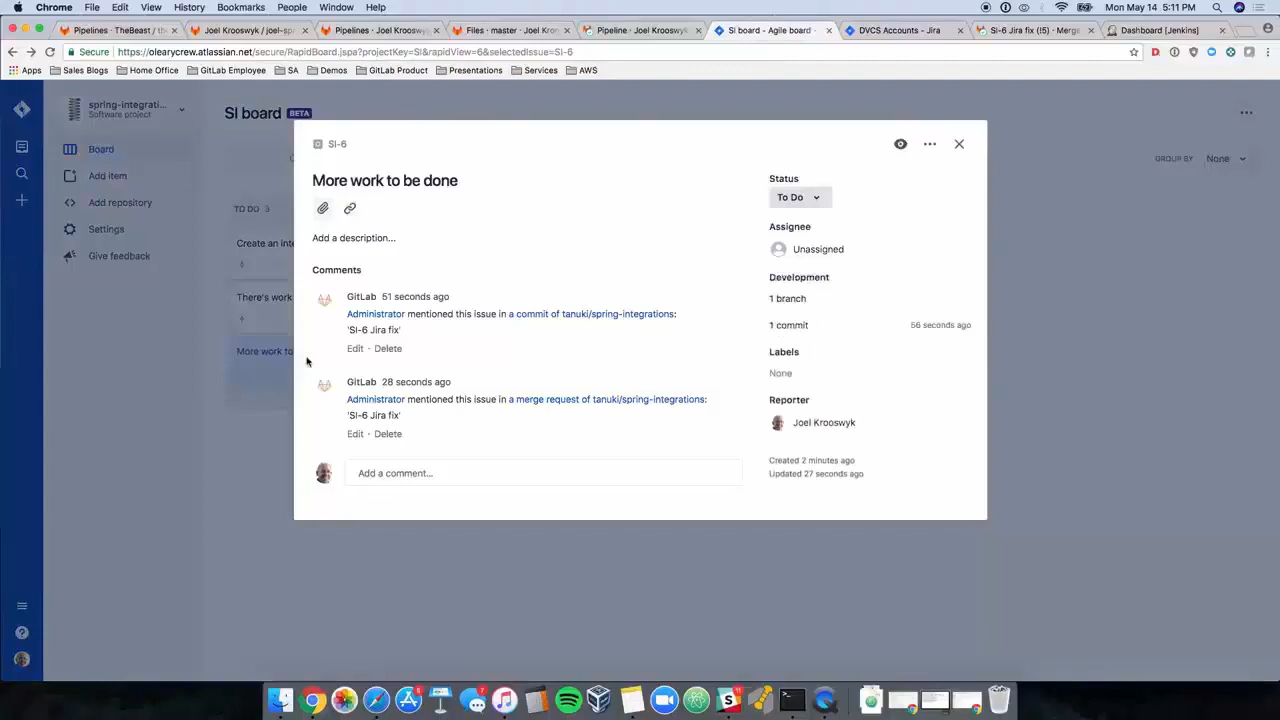 Chrome File Edit View History Bookmarks People Window Help
Mon May 14 5:11 PM
Pipelines · TheBeast / c
Joel Krooswyk / joel-spri
Pipelines · Joel Krooswyk
Files · master · Joel Kro
Pipeline · Joel Krooswyk
SI board - Agile board -
DVCS Accounts - Jira
SI-6 Jira fix (!5) · Merge
Dashboard [Jenkins]
Secure https://olearycrew.atlassian.net/secure/RapidBoard.jspa?projectKey=SI&rapidView=6&selectedIssue=SI-6
Apps Sales Blogs Home Office GitLab Employee SA Demos GitLab Product Presentations Services AWS
spring-integrati...
Software project
Board
Add item
Add repository
Settings
Give feedback
SI board BETA
GROUP BY None
TO DO 3
Create an inte
There's work
More work to
SI-6
More work to be done
Add a description...
Comments
GitLab 51 seconds ago
Administrator mentioned this issue in a commit of tanuki/spring-integrations:
'SI-6 Jira fix'
Edit · Delete
GitLab 28 seconds ago
Administrator mentioned this issue in a merge request of tanuki/spring-integrations:
'SI-6 Jira fix'
Edit · Delete
Add a comment...
Status
To Do
Assignee
Unassigned
Development
1 branch
1 commit 56 seconds ago
Labels
None
Reporter
Joel Krooswyk
Created 2 minutes ago
Updated 27 seconds ago